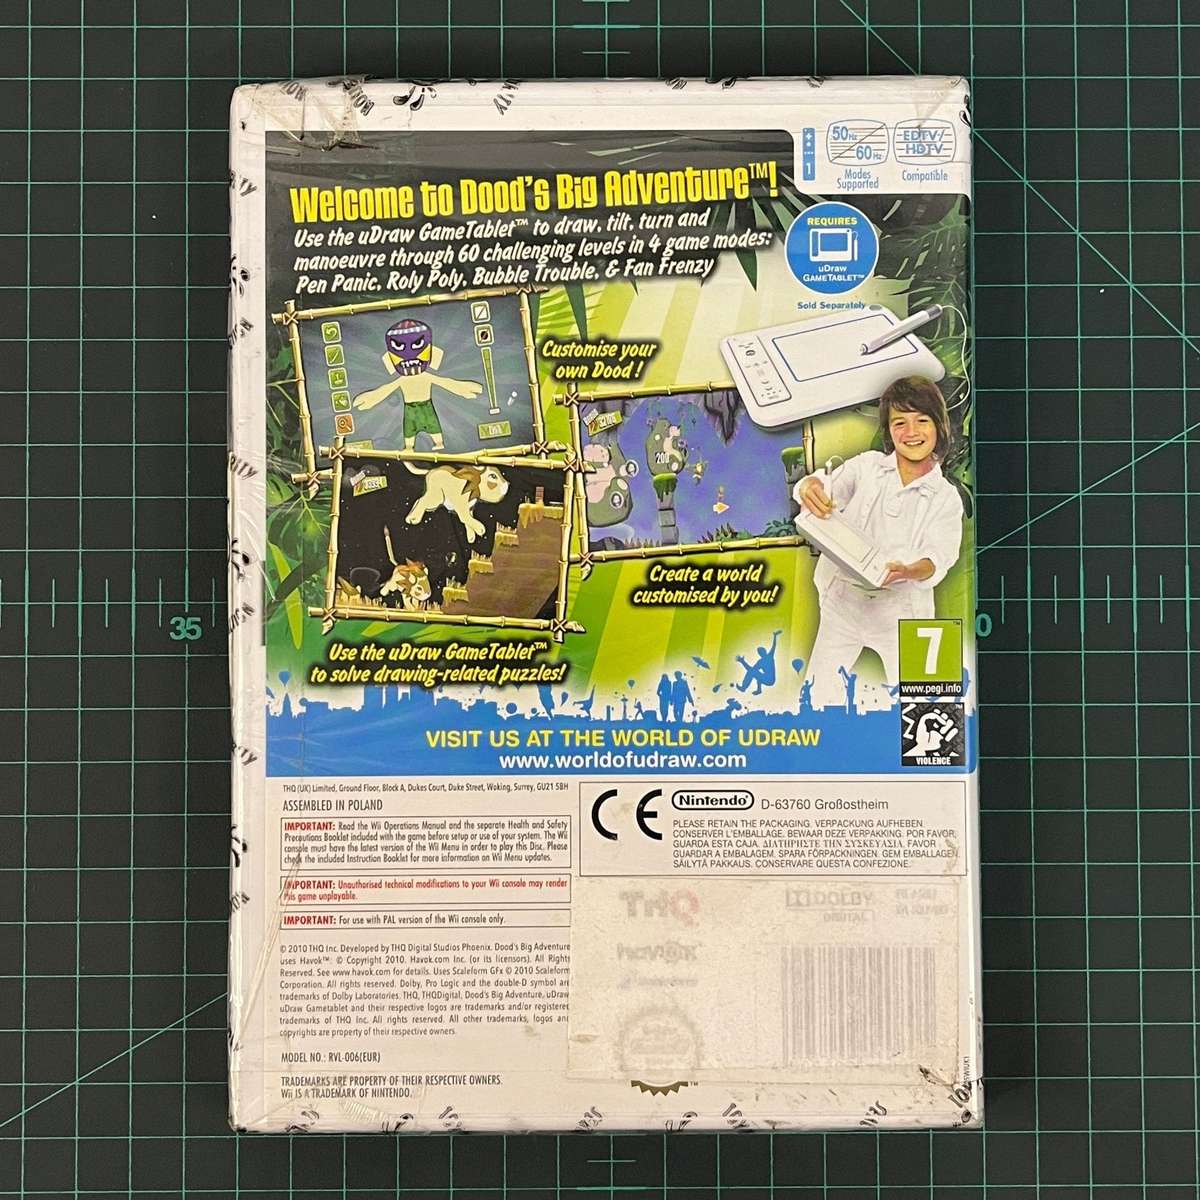 Welcome to Dood's Big Adventure™!
Use the uDraw GameTablet™ to draw, tilt, turn and
manoeuvre through 60 challenging levels in 4 game modes:
Pen Panic, Roly Poly, Bubble Trouble, & Fan Frenzy
1
50Hz
60Hz
Modes
Supported
EDTV/
HDTV
Compatible
REQUIRES
uDraw
GAMETABLET™
Sold Separately
Customise your
own Dood!
200
Create a world
customised by you!
Use the uDraw GameTablet™
to solve drawing-related puzzles!
35
7
www.pegi.info
VIOLENCE
VISIT US AT THE WORLD OF UDRAW
www.worldofudraw.com
THQ (UK) Limited, Ground Floor, Block A, Dukes Court, Duke Street, Woking, Surrey, GU21 5BH
ASSEMBLED IN POLAND
IMPORTANT: Read the Wii Operations Manual and the separate Health and Safety
Precautions Booklet included with the game before setup or use of your system. The Wii
console must have the latest version of the Wii Menu in order to play this Disc. Please
check the included Instruction Booklet for more information on Wii Menu updates.
IMPORTANT: Unauthorised technical modifications to your Wii console may render
this game unplayable.
IMPORTANT: For use with PAL version of the Wii console only.
CE
Nintendo
D-63760 Großostheim
PLEASE RETAIN THE PACKAGING. VERPACKUNG AUFHEBEN.
CONSERVER L'EMBALLAGE. BEWAAR DEZE VERPAKKING. POR FAVOR,
GUARDA ESTA CAJA. ΔΙΑΤΗΡΗΣΤΕ ΤΗΝ ΣΥΣΚΕΥΑΣΙΑ. FAVOR
GUARDAR A EMBALAGEM. SPARA FÖRPACKNINGEN. GEM EMBALLAGEN.
SÄILYTÄ PAKKAUS. CONSERVARE QUESTA CONFEZIONE.
© 2010 THQ Inc. Developed by THQ Digital Studios Phoenix. Dood's Big Adventure
uses Havok™: © Copyright 2010. Havok.com Inc. (or its licensors). All Rights
Reserved. See www.havok.com for details. Uses Scaleform GFx © 2010 Scaleform
Corporation. All rights reserved. Dolby, Pro Logic and the double-D symbol are
trademarks of Dolby Laboratories. THQ, THQDigital, Dood's Big Adventure, uDraw
uDraw Gametablet and their respective logos are trademarks and/or registered
trademarks of THQ Inc. All rights reserved. All other trademarks, logos and
copyrights are property of their respective owners.
MODEL NO.: RVL-006(EUR)
TRADEMARKS ARE PROPERTY OF THEIR RESPECTIVE OWNERS.
Wii IS A TRADEMARK OF NINTENDO.
THQ
DOLBY
DIGITAL
™